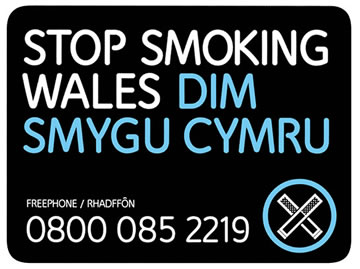 STOP SMOKING
WALES DIM
SMYGU CYMRU
FREEPHONE / RHADFFÔN
0800 085 2219